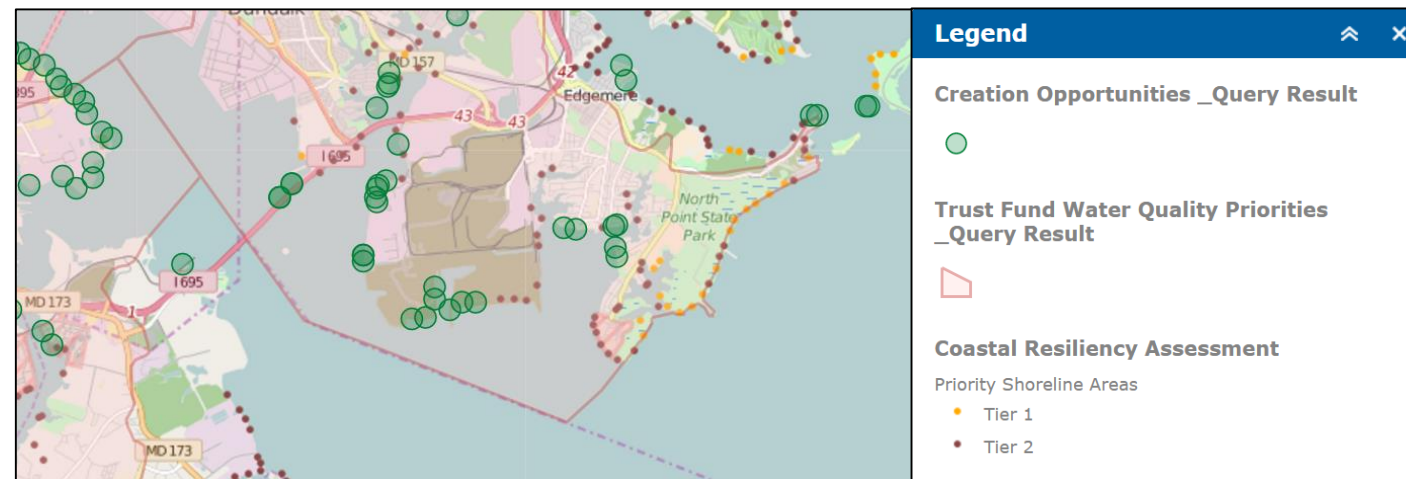 Dundalk
MD 157
42
Edgemere
43
43
I 695
North
Point State
Park
I 695
MD 173
1
MD 173
Legend
Creation Opportunities _Query Result
Trust Fund Water Quality Priorities
_Query Result
Coastal Resiliency Assessment
Priority Shoreline Areas
Tier 1
Tier 2